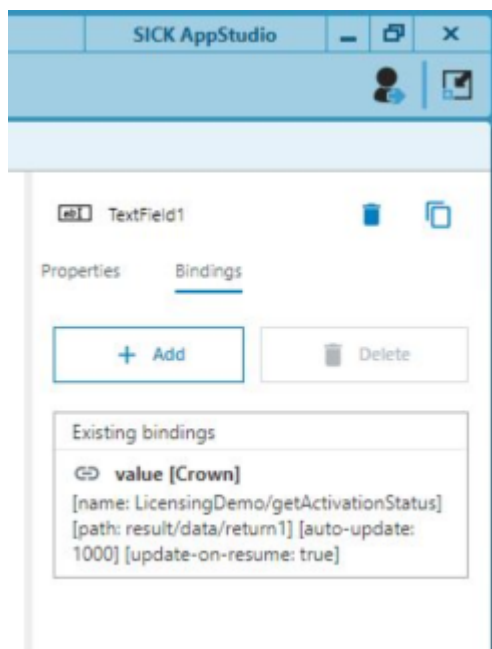 SICK AppStudio
TextField1
Properties Bindings
+ Add Delete
Existing bindings
value [Crown]
[name: LicensingDemo/getActivationStatus]
[path: result/data/return1] [auto-update:
1000] [update-on-resume: true]